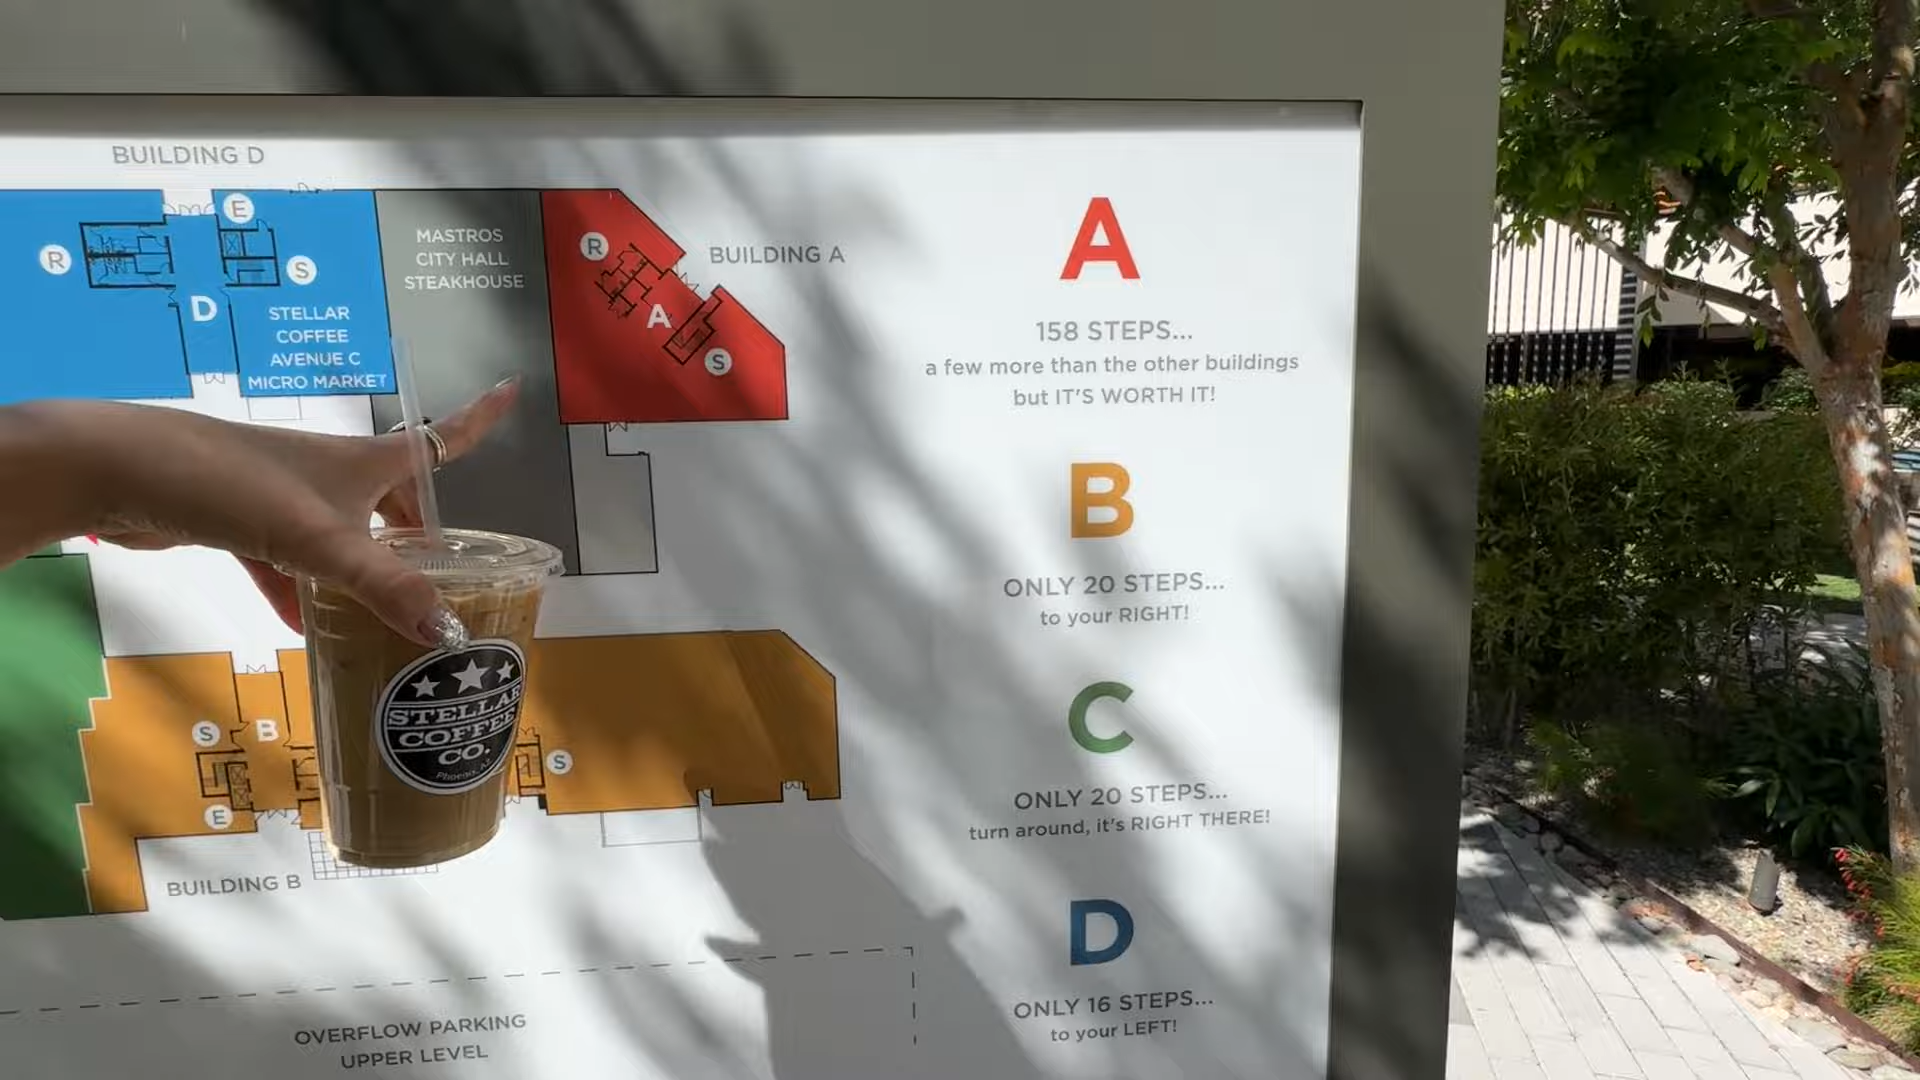 BUILDING D
E
R
S
D
STELLAR
COFFEE
AVENUE C
MICRO MARKET
MASTROS
CITY HALL
STEAKHOUSE
R
BUILDING A
A
S
A
158 STEPS...
a few more than the other buildings
but IT'S WORTH IT!
B
ONLY 20 STEPS...
to your RIGHT!
C
ONLY 20 STEPS...
turn around, it's RIGHT THERE!
D
ONLY 16 STEPS...
to your LEFT!
S
B
E
S
BUILDING B
STELLAR
COFFEE
CO.
Phoenix, AZ
OVERFLOW PARKING
UPPER LEVEL